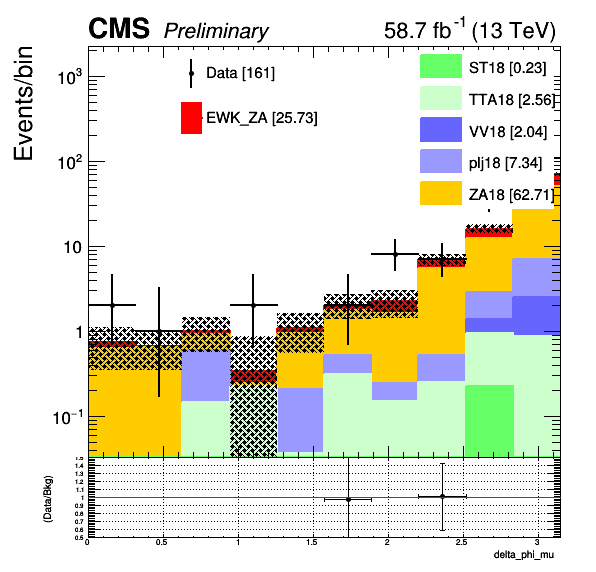 CMS Preliminary 58.7 fb⁻¹ (13 TeV)
Events/bin
Data [161]
EWK_ZA [25.73]
ST18 [0.23]
TTA18 [2.56]
VV18 [2.04]
plj18 [7.34]
ZA18 [62.71]
10³
10²
10
1
10⁻¹
(Data/Bkg)
1.5
1.4
1.3
1.2
1.1
1
0.9
0.8
0.7
0.6
0.5
0 0.5 1 1.5 2 2.5 3
delta_phi_mu